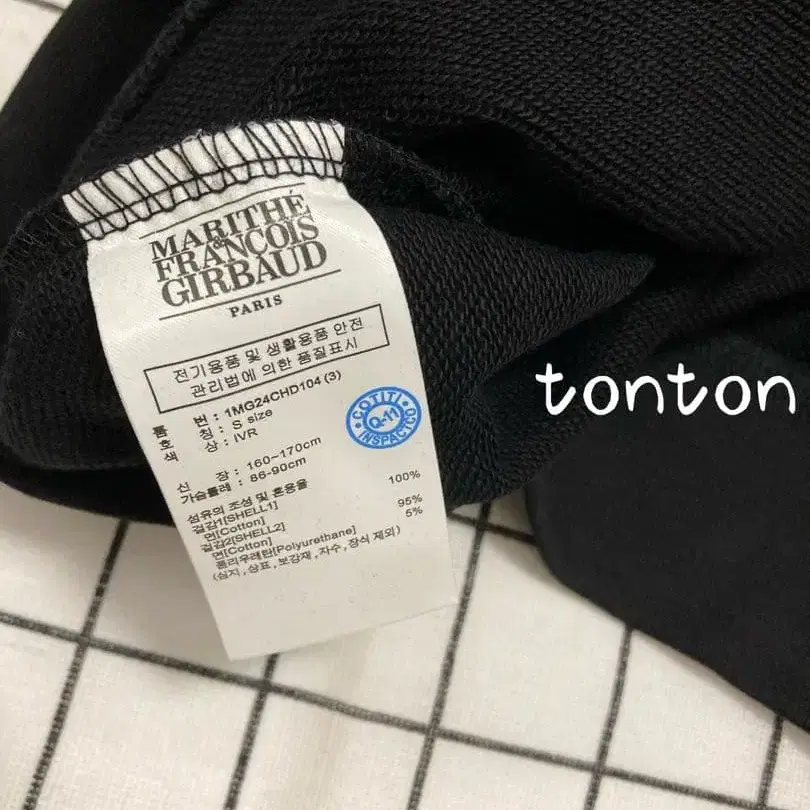 MARITHÉ
&
FRANCOIS
GIRBAUD
PARIS
전기용품 및 생활용품 안전
관리법에 의한 품질표시
품 번 : 1MG24CHD104 (3)
호 칭 : S size
색 상 : IVR
COTITI
Q-11
INSPACTCO
신 장 : 160~170cm
가슴둘레 : 86-90cm
섬유의 조성 및 혼용율
겉감1[SHELL1]
면[Cotton] 100%
겉감2[SHELL2]
면[Cotton] 95%
폴리우레탄[Polyurethane] 5%
(심지,상표,보강재,자수,장식 제외)
tonton